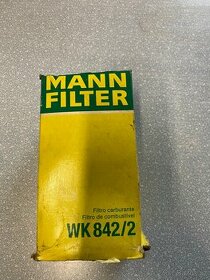 MANN
FILTER
Filtro carburante
Filtro de combustível
WK 842/2